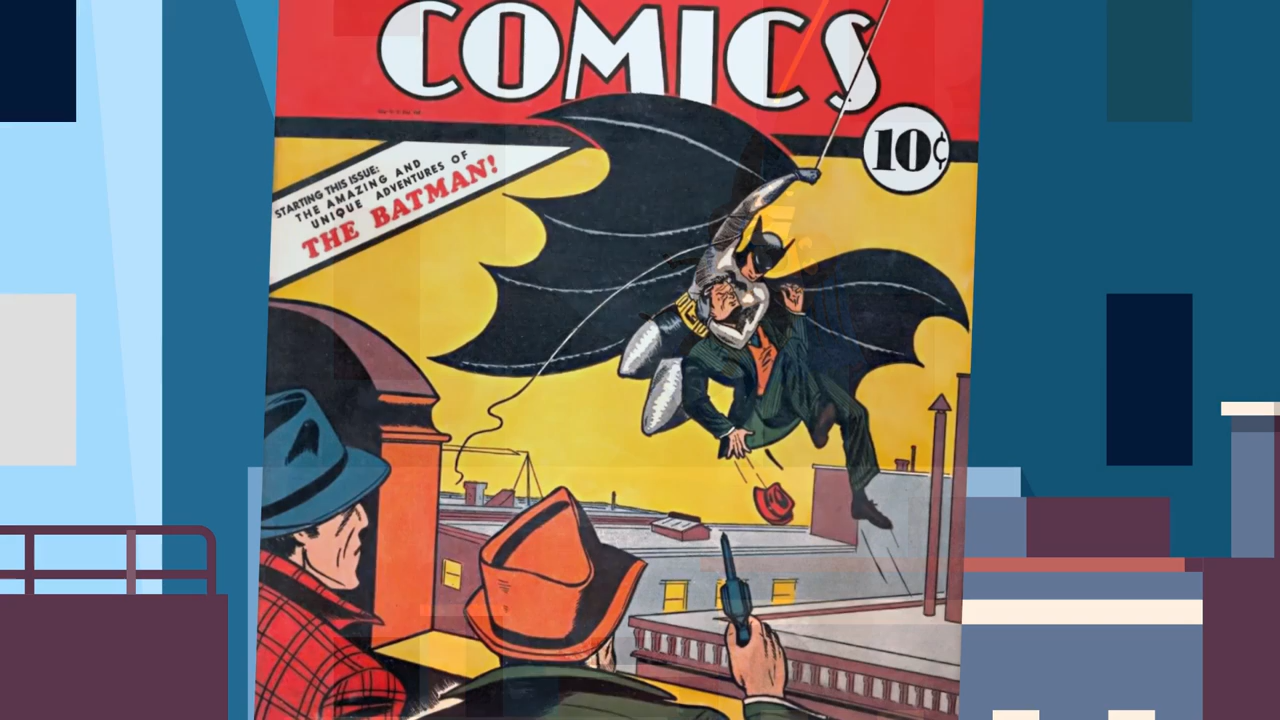 COMICS
10¢
STARTING THIS ISSUE:
THE AMAZING AND
UNIQUE ADVENTURES OF
THE BATMAN!